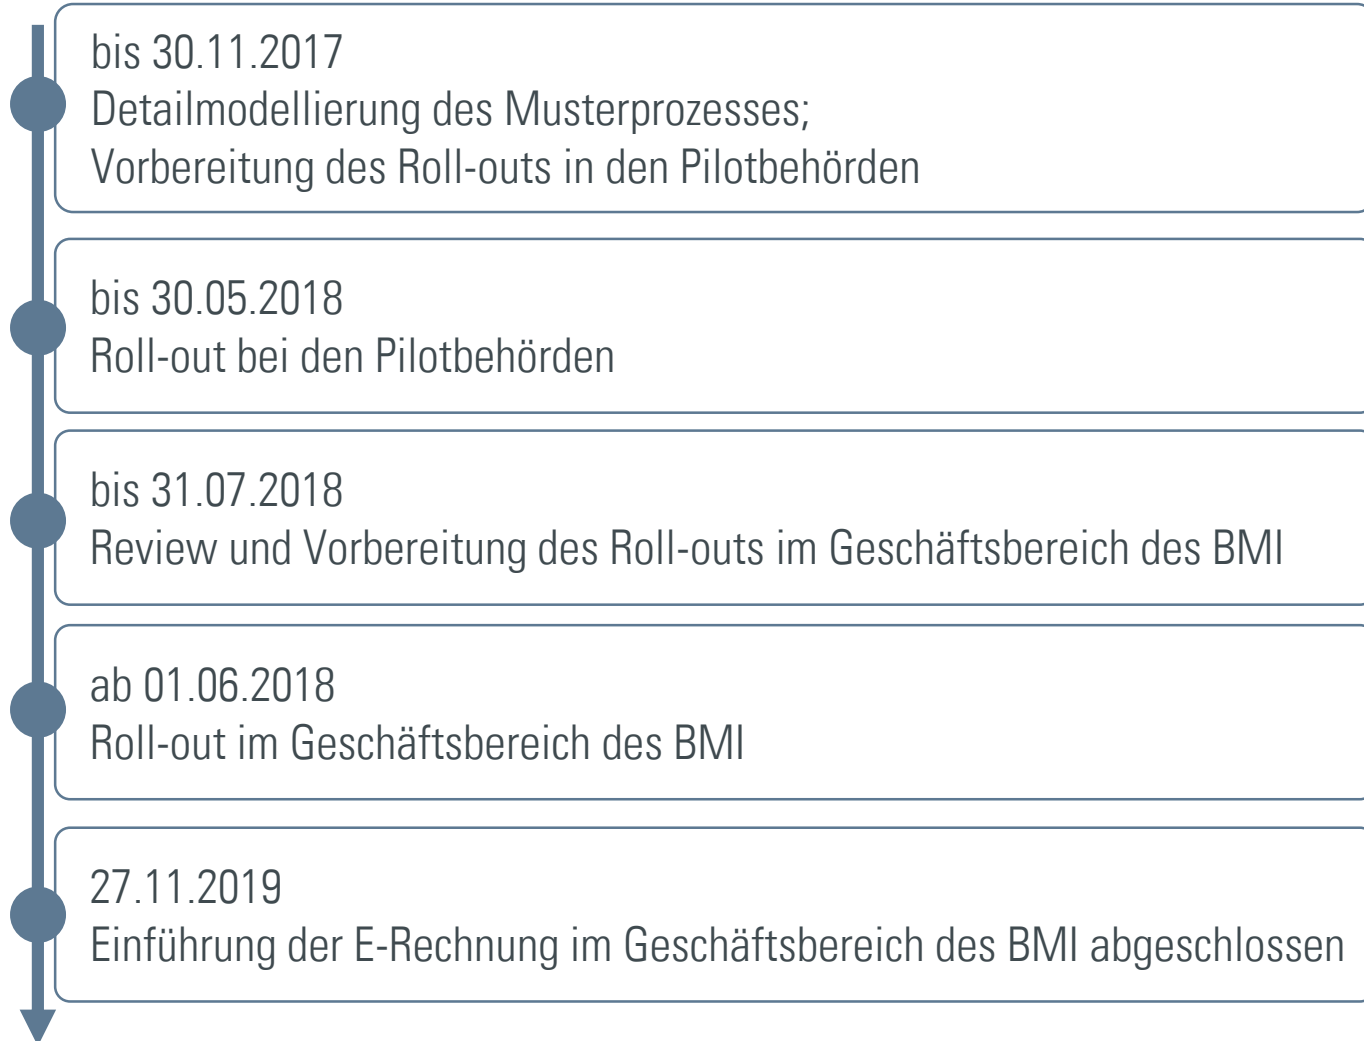 bis 30.11.2017
Detailmodellierung des Musterprozesses;
Vorbereitung des Roll-outs in den Pilotbehörden
bis 30.05.2018
Roll-out bei den Pilotbehörden
bis 31.07.2018
Review und Vorbereitung des Roll-outs im Geschäftsbereich des BMI
ab 01.06.2018
Roll-out im Geschäftsbereich des BMI
27.11.2019
Einführung der E-Rechnung im Geschäftsbereich des BMI abgeschlossen